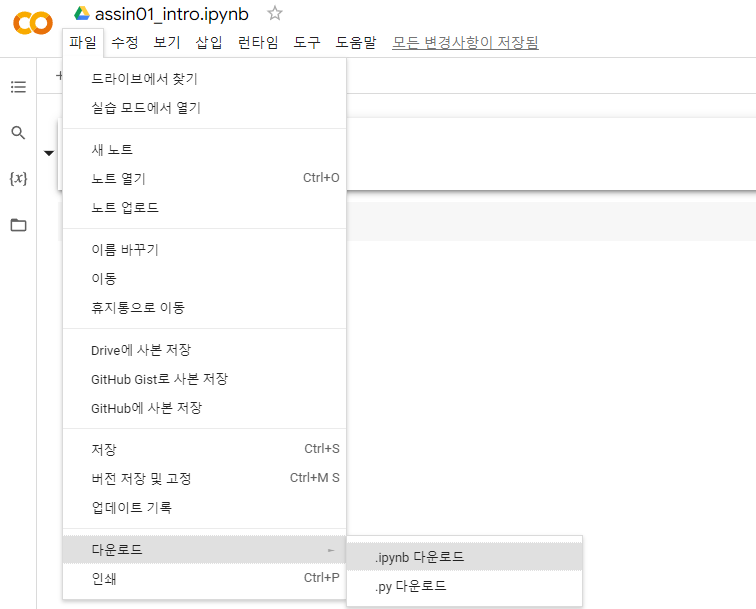 assin01_intro.ipynb
파일 수정 보기 삽입 런타임 도구 도움말 모든 변경사항이 저장됨
+
드라이브에서 찾기
실습 모드에서 열기
새 노트
노트 열기 Ctrl+O
노트 업로드
이름 바꾸기
이동
휴지통으로 이동
Drive에 사본 저장
GitHub Gist로 사본 저장
GitHub에 사본 저장
저장 Ctrl+S
버전 저장 및 고정 Ctrl+M S
업데이트 기록
다운로드 ►
.ipynb 다운로드
인쇄 Ctrl+P
.py 다운로드
{x}